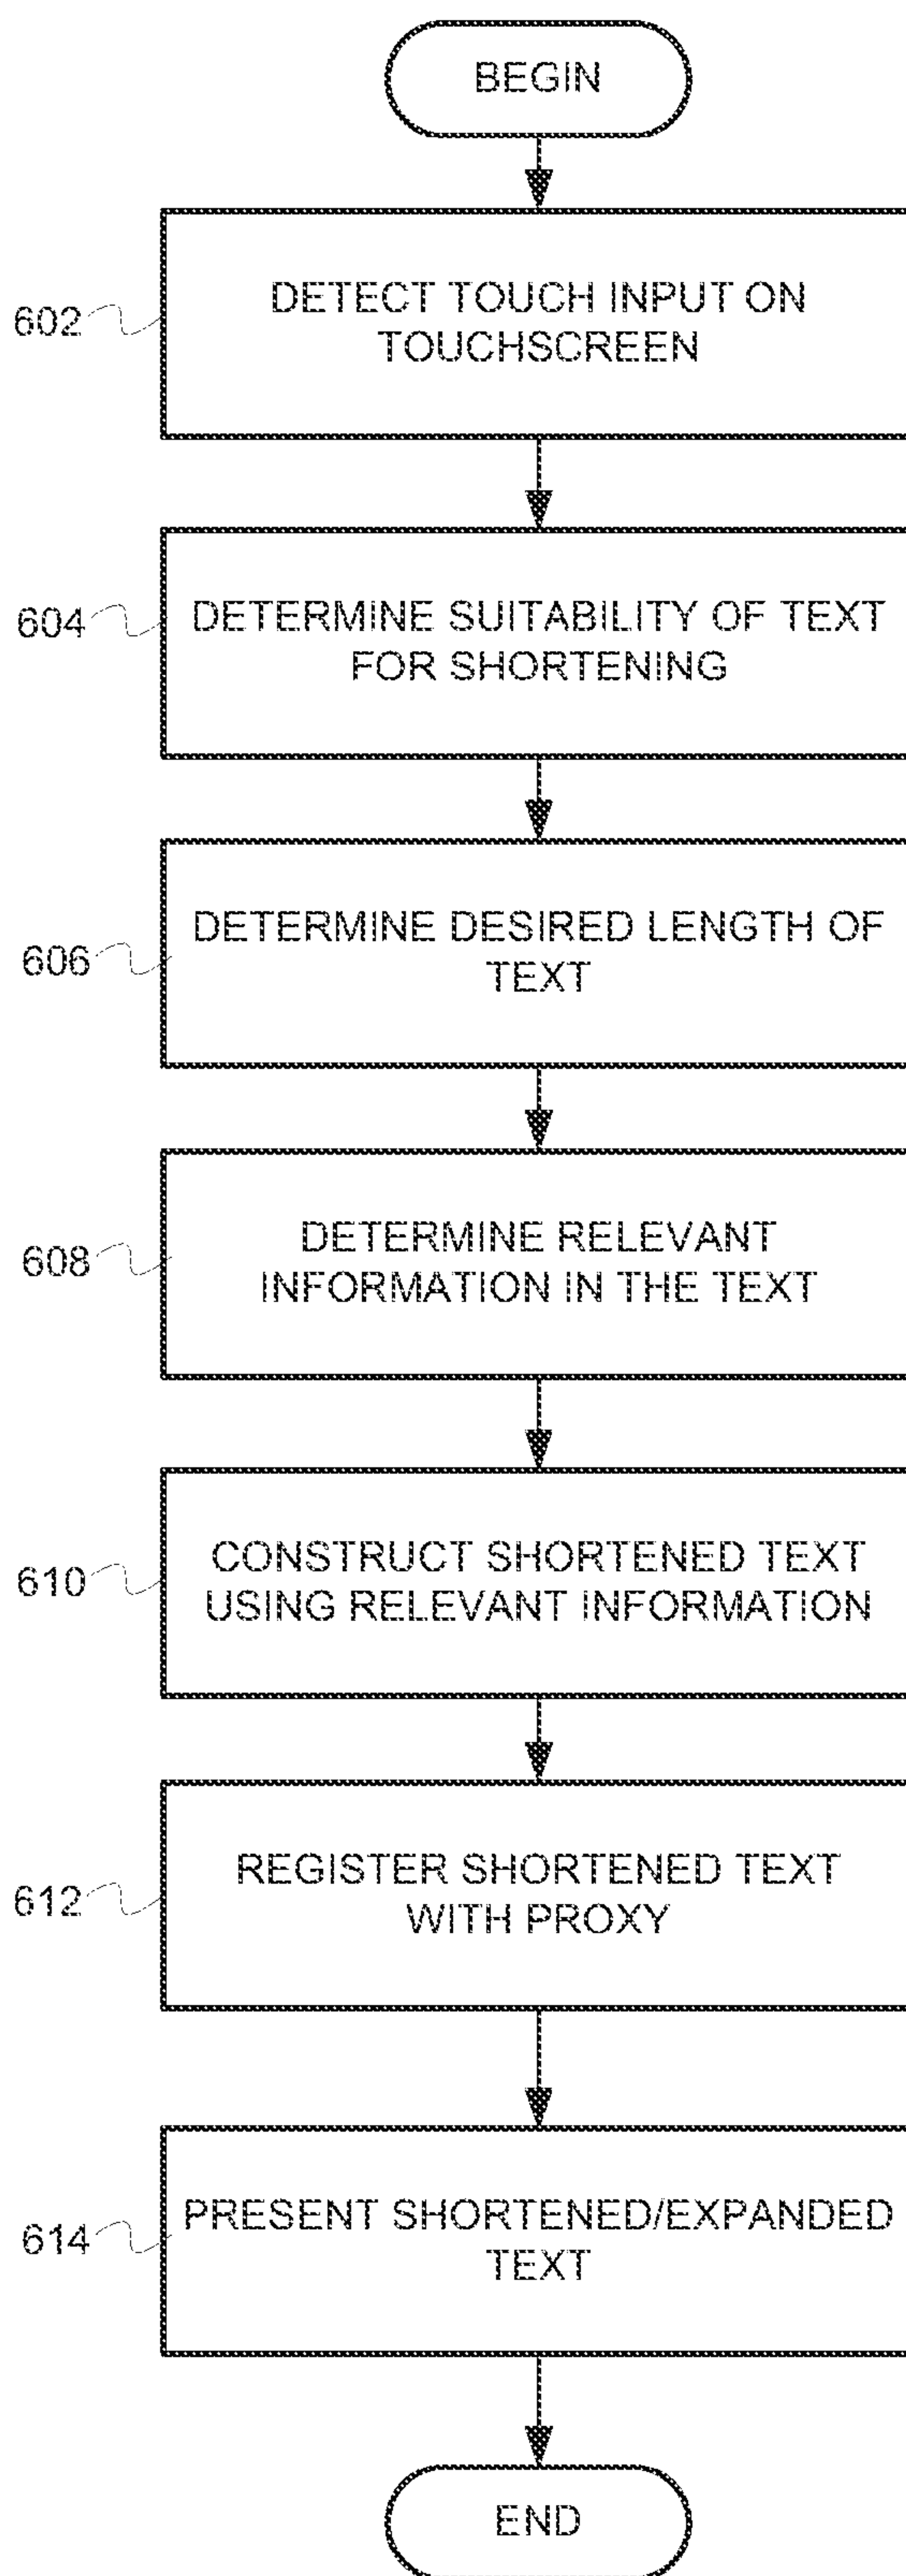 BEGIN
602
DETECT TOUCH INPUT ON
TOUCHSCREEN
604
DETERMINE SUITABILITY OF TEXT
FOR SHORTENING
606
DETERMINE DESIRED LENGTH OF
TEXT
608
DETERMINE RELEVANT
INFORMATION IN THE TEXT
610
CONSTRUCT SHORTENED TEXT
USING RELEVANT INFORMATION
612
REGISTER SHORTENED TEXT
WITH PROXY
614
PRESENT SHORTENED/EXPANDED
TEXT
END